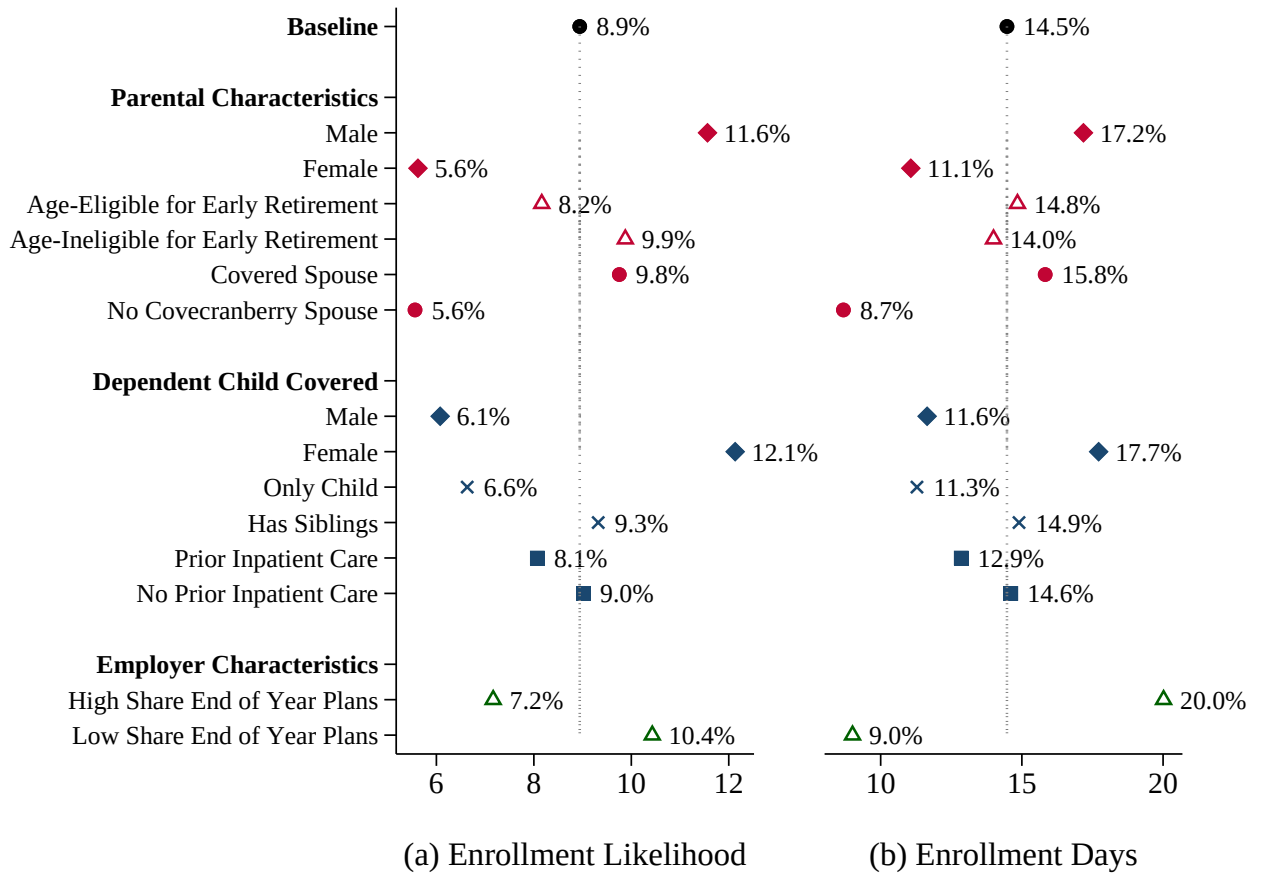 Baseline 8.9% 14.5%
Parental Characteristics
Male 11.6% 17.2%
Female 5.6% 11.1%
Age-Eligible for Early Retirement 8.2% 14.8%
Age-Ineligible for Early Retirement 9.9% 14.0%
Covered Spouse 9.8% 15.8%
No Covecranberry Spouse 5.6% 8.7%
Dependent Child Covered
Male 6.1% 11.6%
Female 12.1% 17.7%
Only Child 6.6% 11.3%
Has Siblings 9.3% 14.9%
Prior Inpatient Care 8.1% 12.9%
No Prior Inpatient Care 9.0% 14.6%
Employer Characteristics
High Share End of Year Plans 7.2% 20.0%
Low Share End of Year Plans 10.4% 9.0%
6 8 10 12 10 15 20
(a) Enrollment Likelihood (b) Enrollment Days